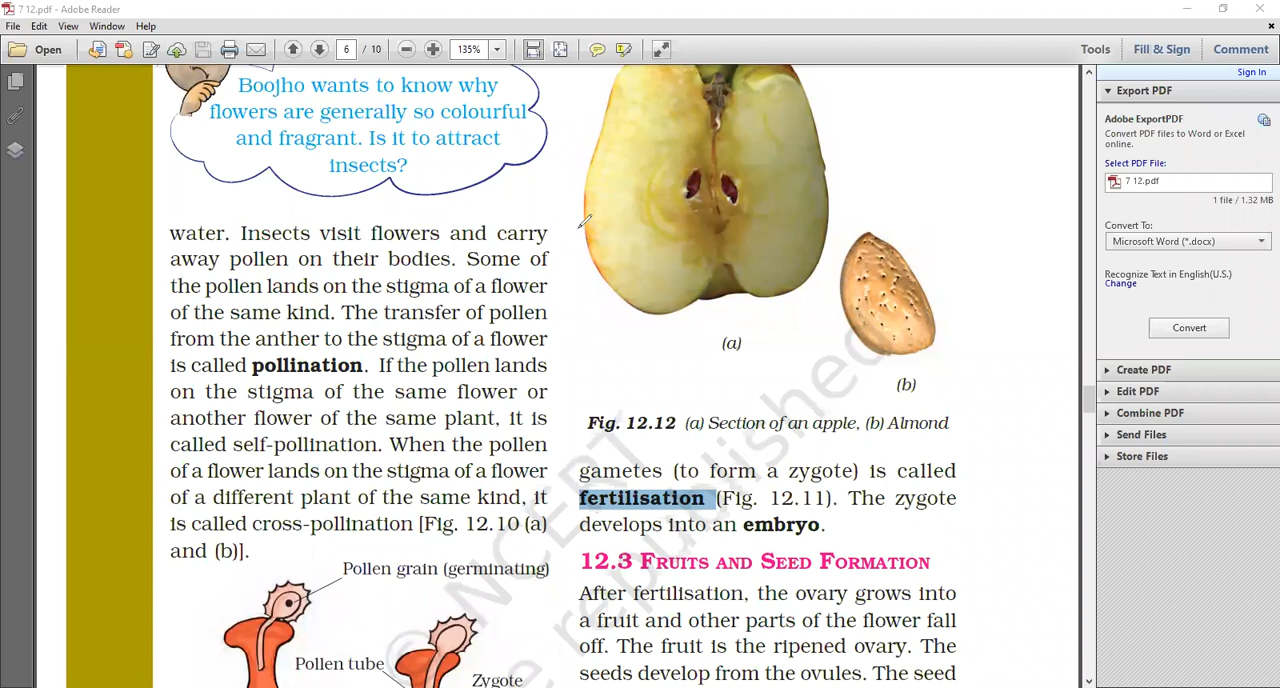 7 12.pdf - Adobe Reader
File Edit View Window Help
Open 6 / 10 135% Tools Fill & Sign Comment
Boojho wants to know why
flowers are generally so colourful
and fragrant. Is it to attract
insects?
water. Insects visit flowers and carry
away pollen on their bodies. Some of
the pollen lands on the stigma of a flower
of the same kind. The transfer of pollen
from the anther to the stigma of a flower
is called pollination. If the pollen lands
on the stigma of the same flower or
another flower of the same plant, it is
called self-pollination. When the pollen
of a flower lands on the stigma of a flower
of a different plant of the same kind, it
is called cross-pollination [Fig. 12.10 (a)
and (b)].
Pollen grain (germinating)
Pollen tube
Zygote
(a)
(b)
Fig. 12.12 (a) Section of an apple, (b) Almond
gametes (to form a zygote) is called
fertilisation (Fig. 12.11). The zygote
develops into an embryo.
12.3 FRUITS AND SEED FORMATION
After fertilisation, the ovary grows into
a fruit and other parts of the flower fall
off. The fruit is the ripened ovary. The
seeds develop from the ovules. The seed
© NCERT
be republished
Sign In
Export PDF
Adobe ExportPDF
Convert PDF files to Word or Excel
online.
Select PDF File:
7 12.pdf
1 file / 1.32 MB
Convert To:
Microsoft Word (*.docx)
Recognize Text in English(U.S.)
Change
Convert
Create PDF
Edit PDF
Combine PDF
Send Files
Store Files